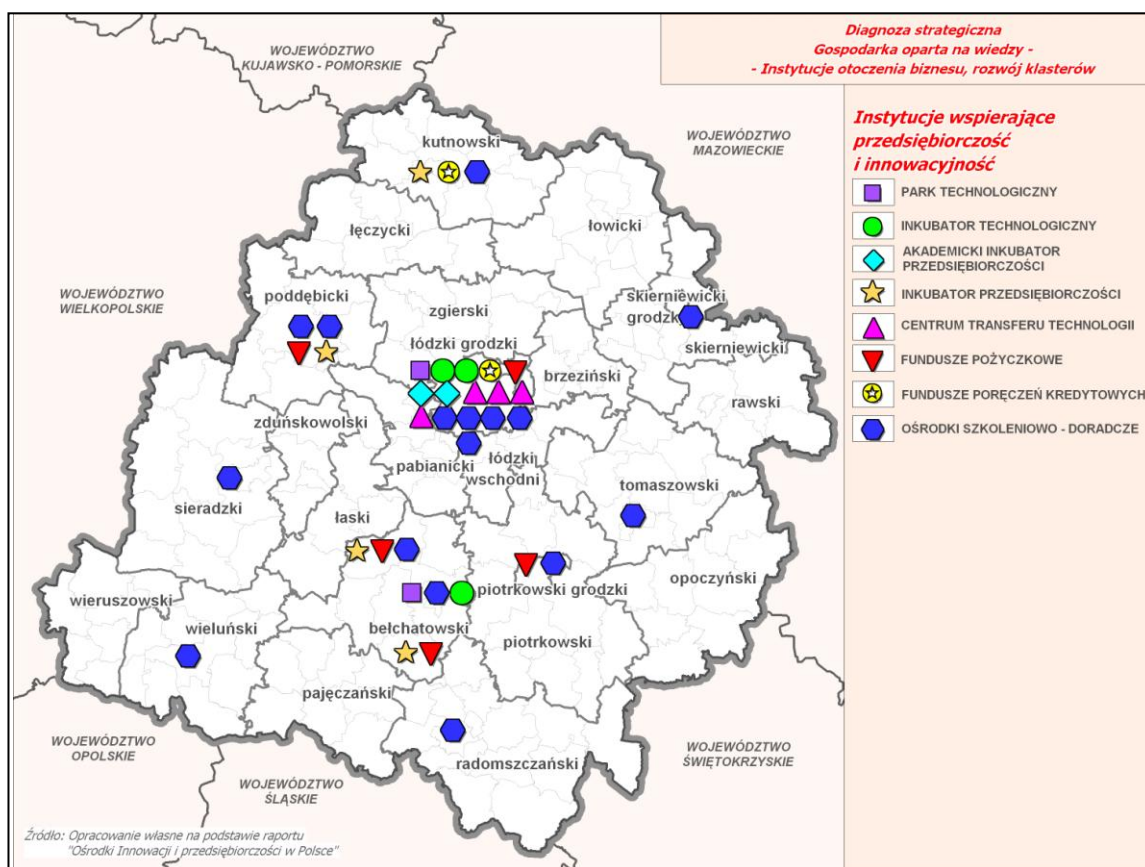 Diagnoza strategiczna
Gospodarka oparta na wiedzy -
- Instytucje otoczenia biznesu, rozwój klasterów
WOJEWÓDZTWO
KUJAWSKO - POMORSKIE
WOJEWÓDZTWO
MAZOWIECKIE
WOJEWÓDZTWO
WIELKOPOLSKIE
WOJEWÓDZTWO
OPOLSKIE
WOJEWÓDZTWO
ŚLĄSKIE
WOJEWÓDZTWO
ŚWIĘTOKRZYSKIE
kutnowski
łęczycki
łowicki
poddębicki
zgierski
skierniewicki
grodzki
skierniewicki
łódzki grodzki
brzeziński
rawski
zduńskowolski
pabianicki
łódzki
wschodni
sieradzki
łaski
tomaszowski
opoczyński
piotrkowski grodzki
wieruszowski
wieluński
bełchatowski
piotrkowski
pajęczański
radomszczański
Instytucje wspierające
przedsiębiorczość
i innowacyjność
PARK TECHNOLOGICZNY
INKUBATOR TECHNOLOGICZNY
AKADEMICKI INKUBATOR
PRZEDSIĘBIORCZOŚCI
INKUBATOR PRZEDSIĘBIORCZOŚCI
CENTRUM TRANSFERU TECHNOLOGII
FUNDUSZE POŻYCZKOWE
FUNDUSZE PORĘCZEŃ KREDYTOWYCH
OŚRODKI SZKOLENIOWO - DORADCZE
Źródło: Opracowanie własne na podstawie raportu
"Ośrodki Innowacji i przedsiębiorczości w Polsce"